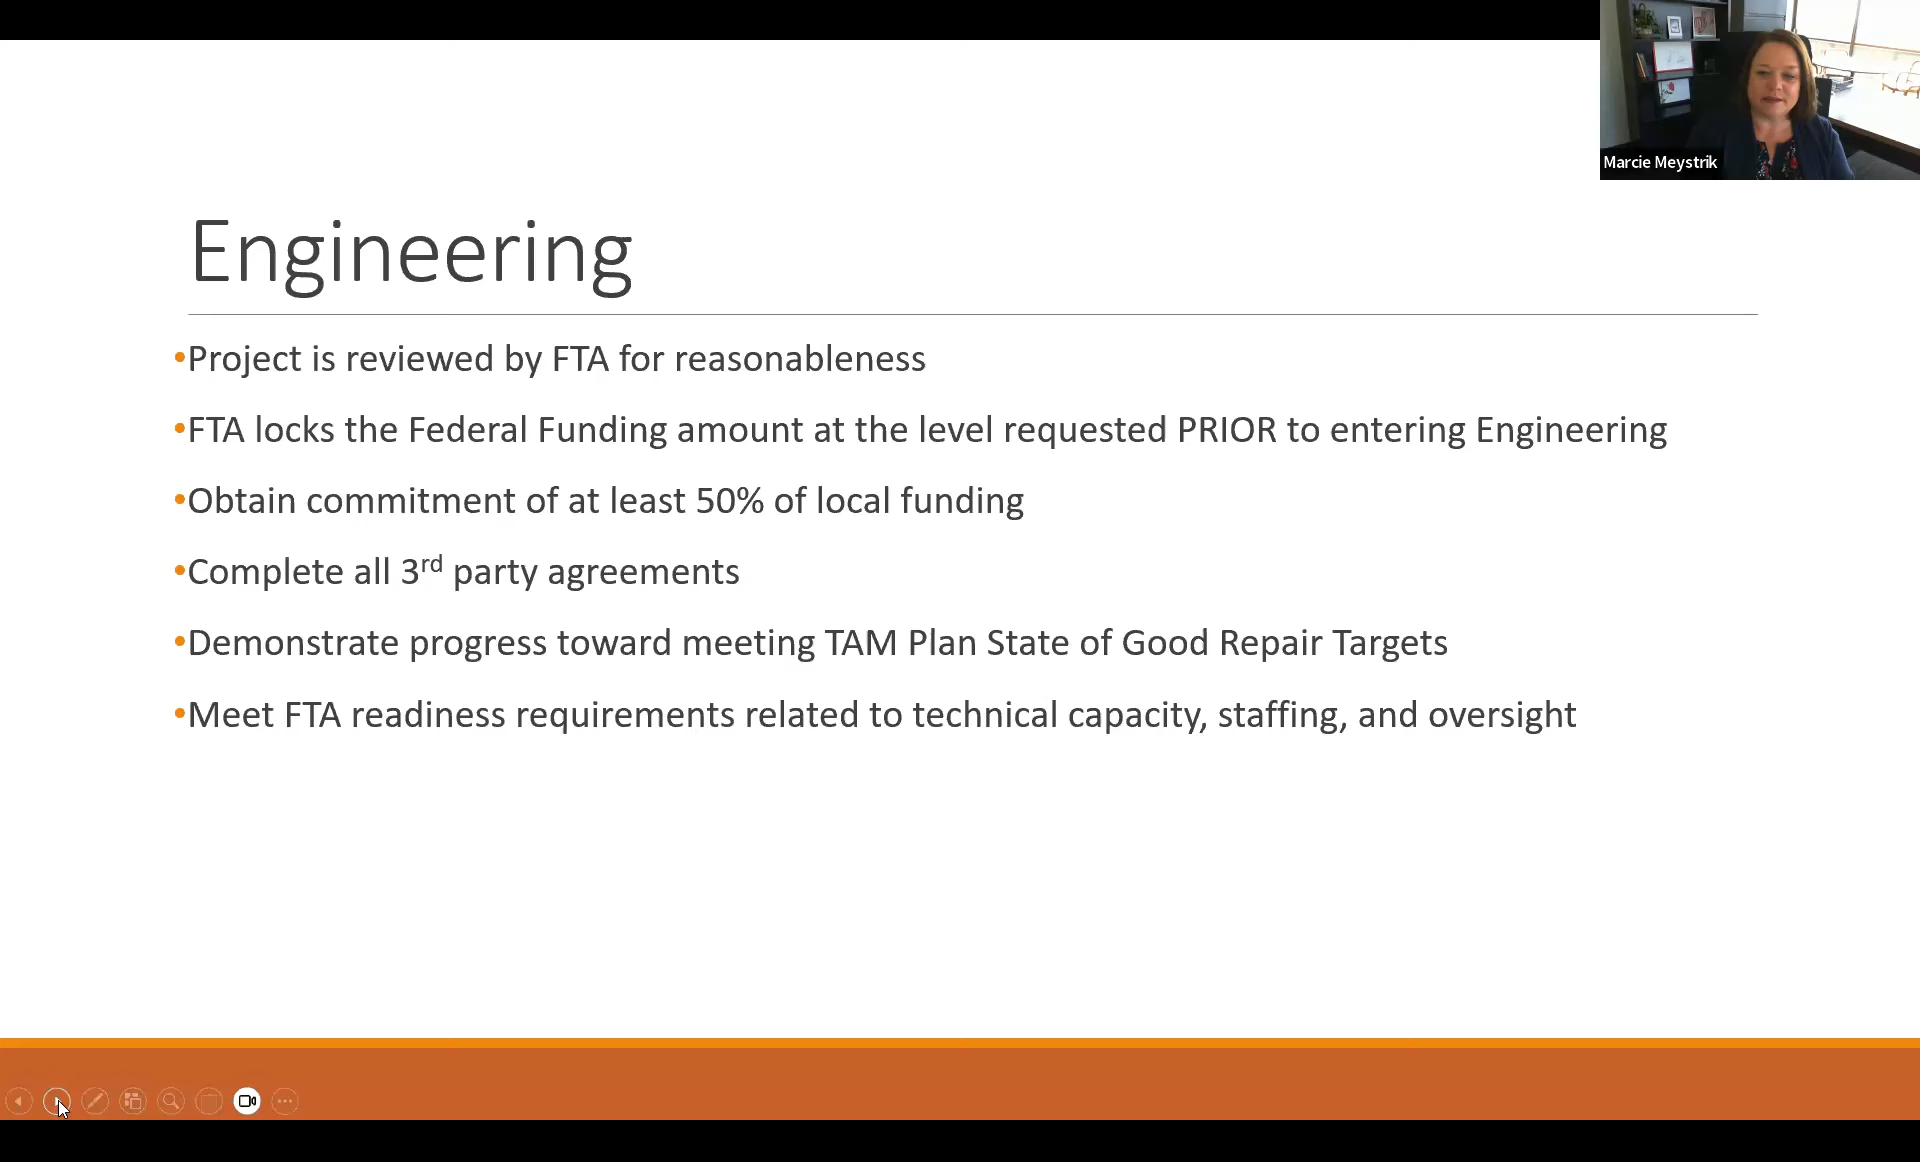 Marcie Meystrik
Engineering
•Project is reviewed by FTA for reasonableness
•FTA locks the Federal Funding amount at the level requested PRIOR to entering Engineering
•Obtain commitment of at least 50% of local funding
•Complete all 3rd party agreements
•Demonstrate progress toward meeting TAM Plan State of Good Repair Targets
•Meet FTA readiness requirements related to technical capacity, staffing, and oversight